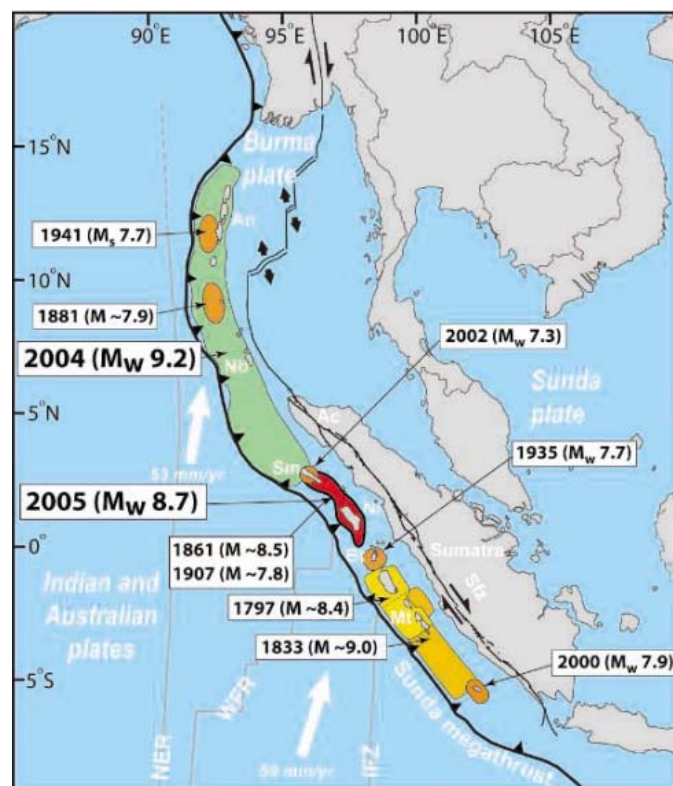 90°E 95°E 100°E 105°E
15°N
Burma
plate
An
1941 (Ms 7.7)
10°N
1881 (M ~7.9)
2002 (Mw 7.3)
2004 (Mw 9.2)
Nb
Sunda
plate
5°N
Ac
1935 (Mw 7.7)
53 mm/yr
Sm
2005 (Mw 8.7)
Ni
0°
1861 (M ~8.5)
1907 (M ~7.8)
Sumatra
Sfz
Indian and
Australian
plates
1797 (M ~8.4)
Mt
1833 (M ~9.0)
2000 (Mw 7.9)
5°S
Sunda megathrust
WFR
NER
59 mm/yr
IFZ